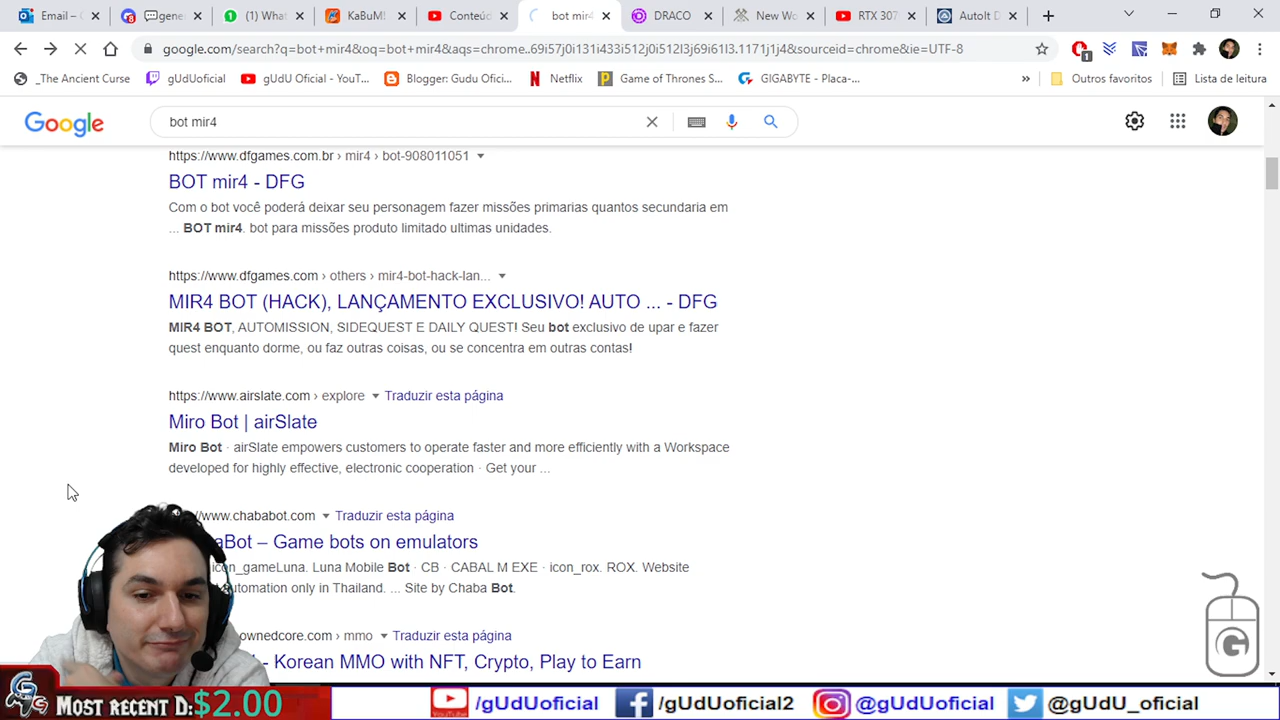 Email – C
💬gene
(1) What
KaBuM!
Conteúd
bot mir4
DRACO
New Wo
RTX 307
AutoIt D
google.com/search?q=bot+mir4&oq=bot+mir4&aqs=chrome..69i57j0i131i433i512j0i512l3j69i61l3.1171j1j4&sourceid=chrome&ie=UTF-8
1
_The Ancient Curse
gUdUoficial
gUdU Oficial - YouT...
Blogger: Gudu Ofici...
Netflix
Game of Thrones S...
GIGABYTE - Placa-...
»
Outros favoritos
Lista de leitura
Google
bot mir4
https://www.dfgames.com.br › mir4 › bot-908011051
BOT mir4 - DFG
Com o bot você poderá deixar seu personagem fazer missões primarias quantos secundaria em
... BOT mir4. bot para missões produto limitado ultimas unidades.
https://www.dfgames.com › others › mir4-bot-hack-lan...
MIR4 BOT (HACK), LANÇAMENTO EXCLUSIVO! AUTO ... - DFG
MIR4 BOT, AUTOMISSION, SIDEQUEST E DAILY QUEST! Seu bot exclusivo de upar e fazer
quest enquanto dorme, ou faz outras coisas, ou se concentra em outras contas!
https://www.airslate.com › explore Traduzir esta página
Miro Bot | airSlate
Miro Bot · airSlate empowers customers to operate faster and more efficiently with a Workspace
developed for highly effective, electronic cooperation · Get your ...
//www.chababot.com Traduzir esta página
aBot – Game bots on emulators
icon_gameLuna. Luna Mobile Bot · CB · CABAL M EXE · icon_rox. ROX. Website
automation only in Thailand. ... Site by Chaba Bot.
ownedcore.com › mmo Traduzir esta página
- Korean MMO with NFT, Crypto, Play to Earn
G
Most recent D: $2.00
YouTube /gUdUoficial
/gUdUoficial2
@gUdUoficial
@gUdU_oficial